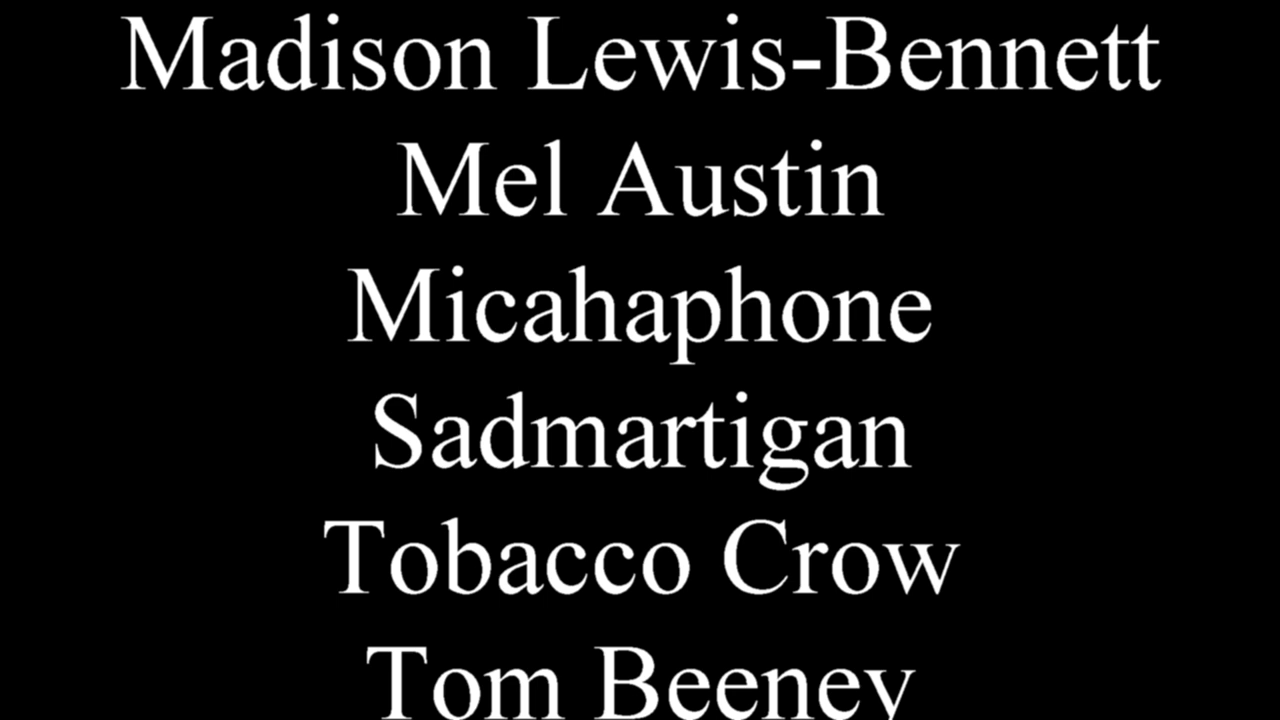 Madison Lewis-Bennett
Mel Austin
Micahaphone
Sadmartigan
Tobacco Crow
Tom Beeney